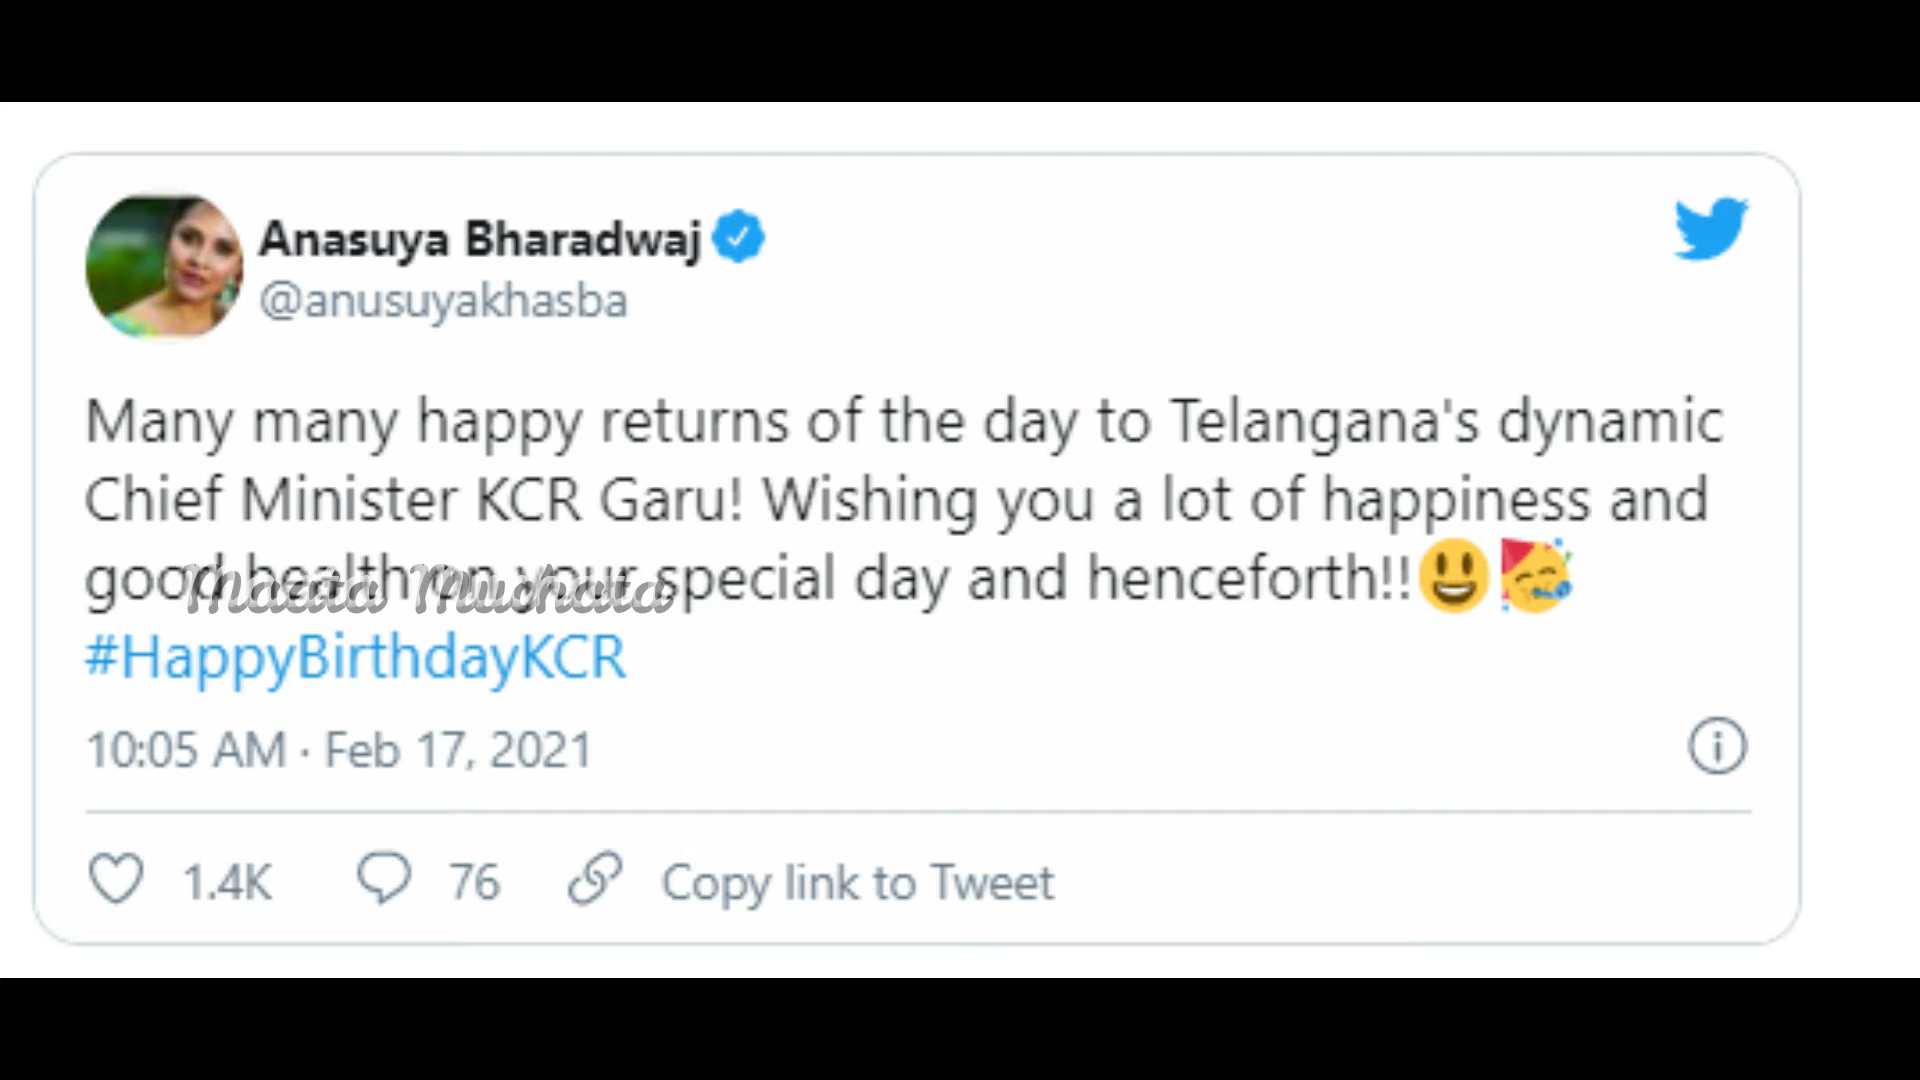 Anasuya Bharadwaj
@anusuyakhasba
Many many happy returns of the day to Telangana's dynamic
Chief Minister KCR Garu! Wishing you a lot of happiness and
good health on your special day and henceforth!!😃🥳
#HappyBirthdayKCR
10:05 AM · Feb 17, 2021
1.4K 76 Copy link to Tweet